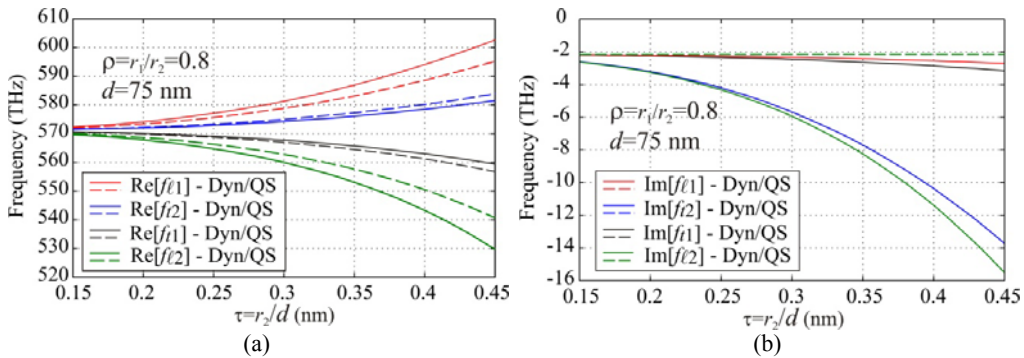 610
600
590
580
570
560
550
540
530
520
Frequency (THz)
ρ=r1/r2=0.8
d=75 nm
Re[fℓ1] - Dyn/QS
Re[ft2] - Dyn/QS
Re[ft1] - Dyn/QS
Re[fℓ2] - Dyn/QS
0.15 0.2 0.25 0.3 0.35 0.4 0.45
τ=r2/d (nm)
(a)
0
-2
-4
-6
-8
-10
-12
-14
-16
Frequency (THz)
ρ=r1/r2=0.8
d=75 nm
Im[fℓ1] - Dyn/QS
Im[ft2] - Dyn/QS
Im[ft1] - Dyn/QS
Im[fℓ2] - Dyn/QS
0.15 0.2 0.25 0.3 0.35 0.4 0.45
τ=r2/d (nm)
(b)